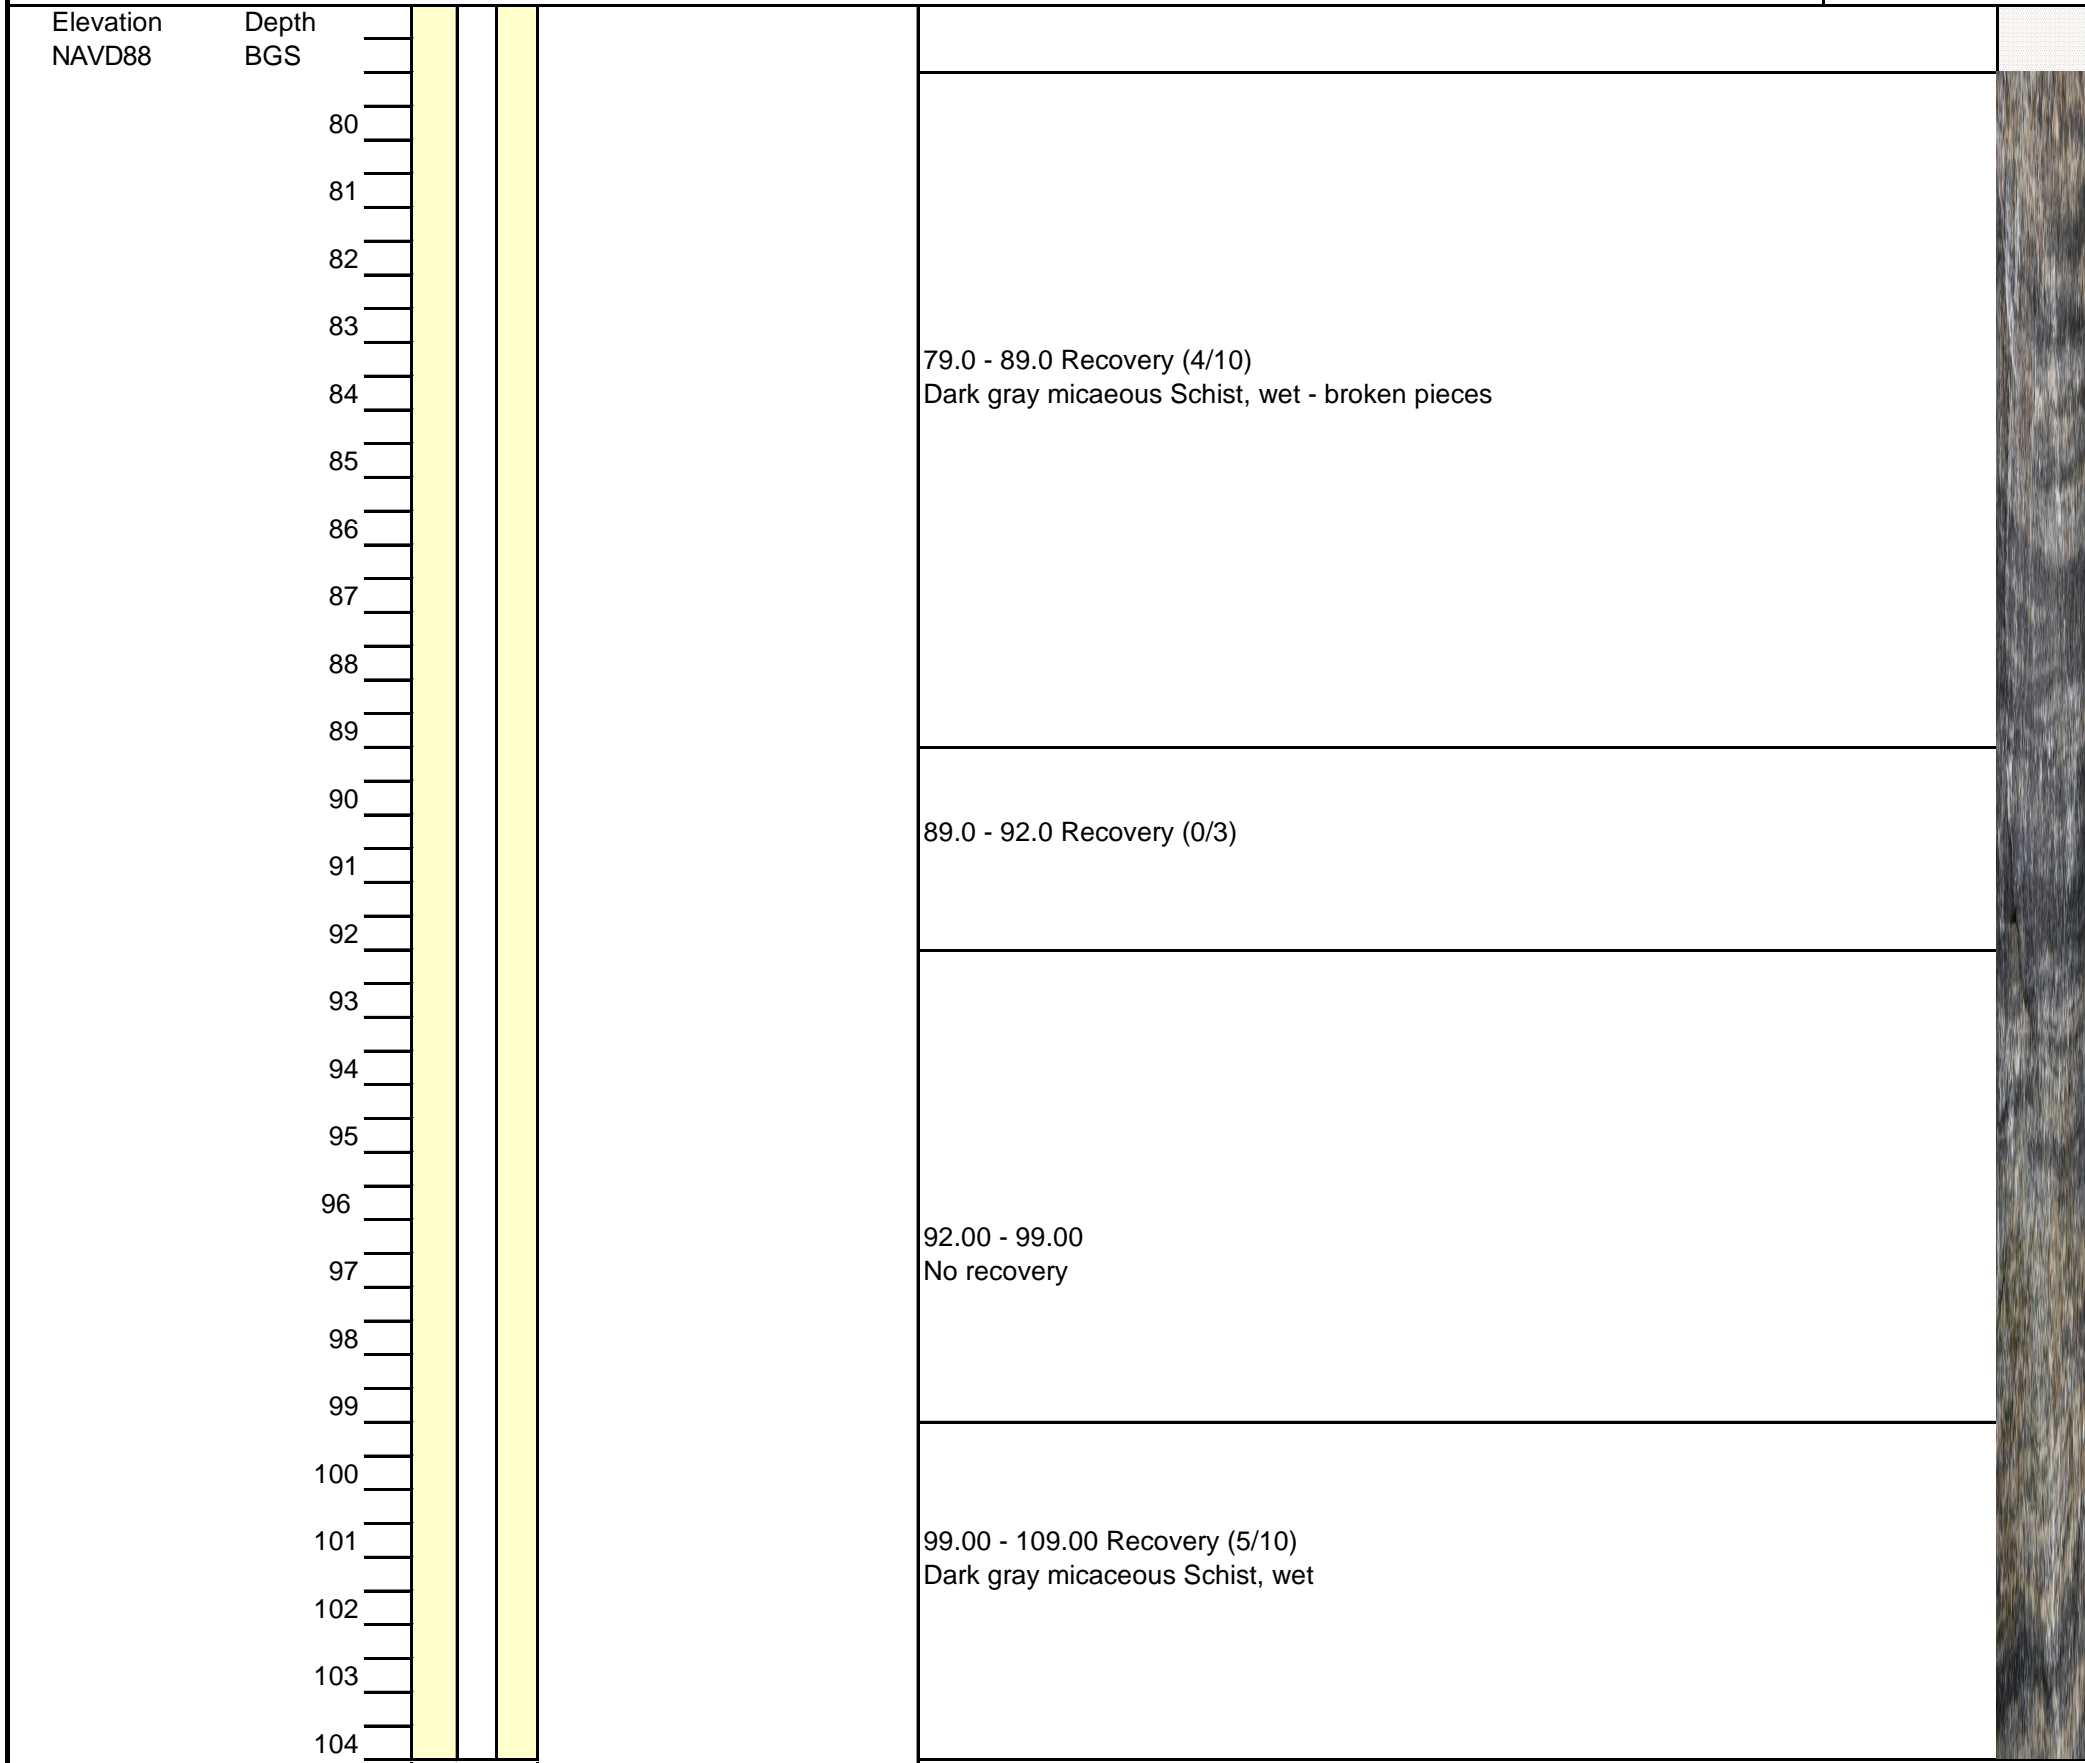 Elevation Depth
NAVD88 BGS
80
81
82
83
79.0 - 89.0 Recovery (4/10)
84
Dark gray micaeous Schist, wet - broken pieces
85
86
87
88
89
90
89.0 - 92.0 Recovery (0/3)
91
92
93
94
95
96
92.00 - 99.00
97
No recovery
98
99
100
101
99.00 - 109.00 Recovery (5/10)
Dark gray micaceous Schist, wet
102
103
104